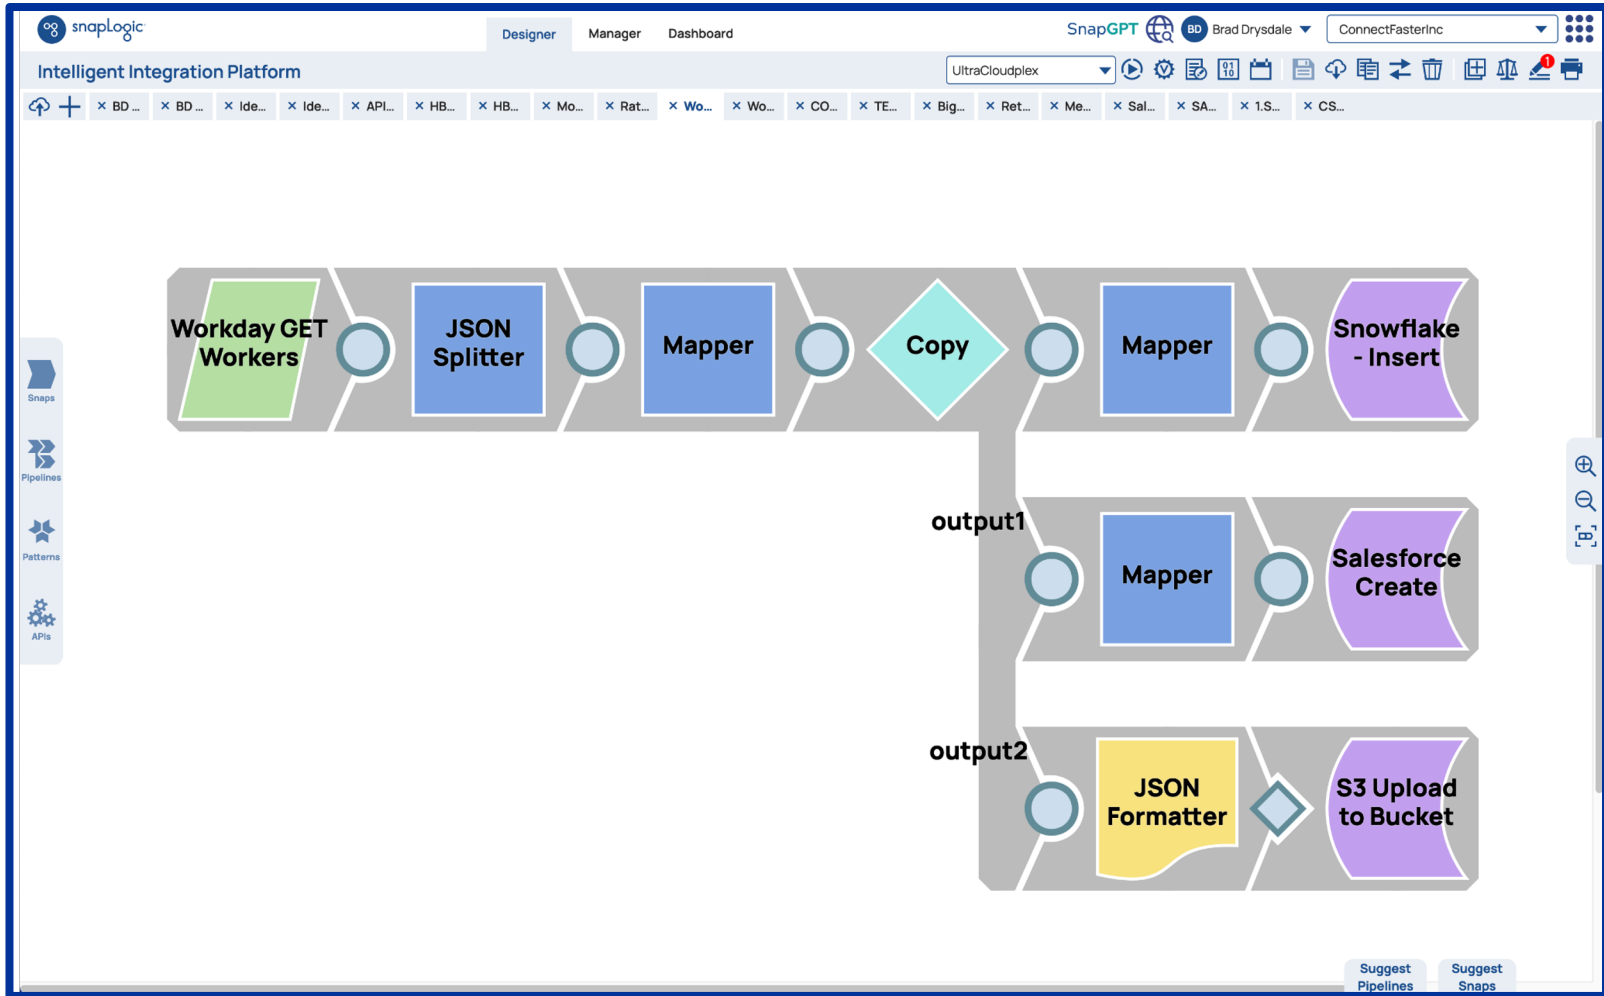 snapLogic
Designer
Manager
Dashboard
SnapGPT
BD
Brad Drysdale
ConnectFasterInc
Intelligent Integration Platform
UltraCloudplex
1
BD ...
BD ...
Ide...
Ide...
API...
HB...
HB...
Mo...
Rat...
Wo...
Wo...
CO...
TE...
Big...
Ret...
Me...
Sal...
SA...
1.S...
CS...
Workday GET
Workers
JSON
Splitter
Mapper
Copy
Mapper
Snowflake
- Insert
Snaps
Pipelines
Patterns
APIs
output1
Mapper
Salesforce
Create
output2
JSON
Formatter
S3 Upload
to Bucket
Suggest
Pipelines
Suggest
Snaps